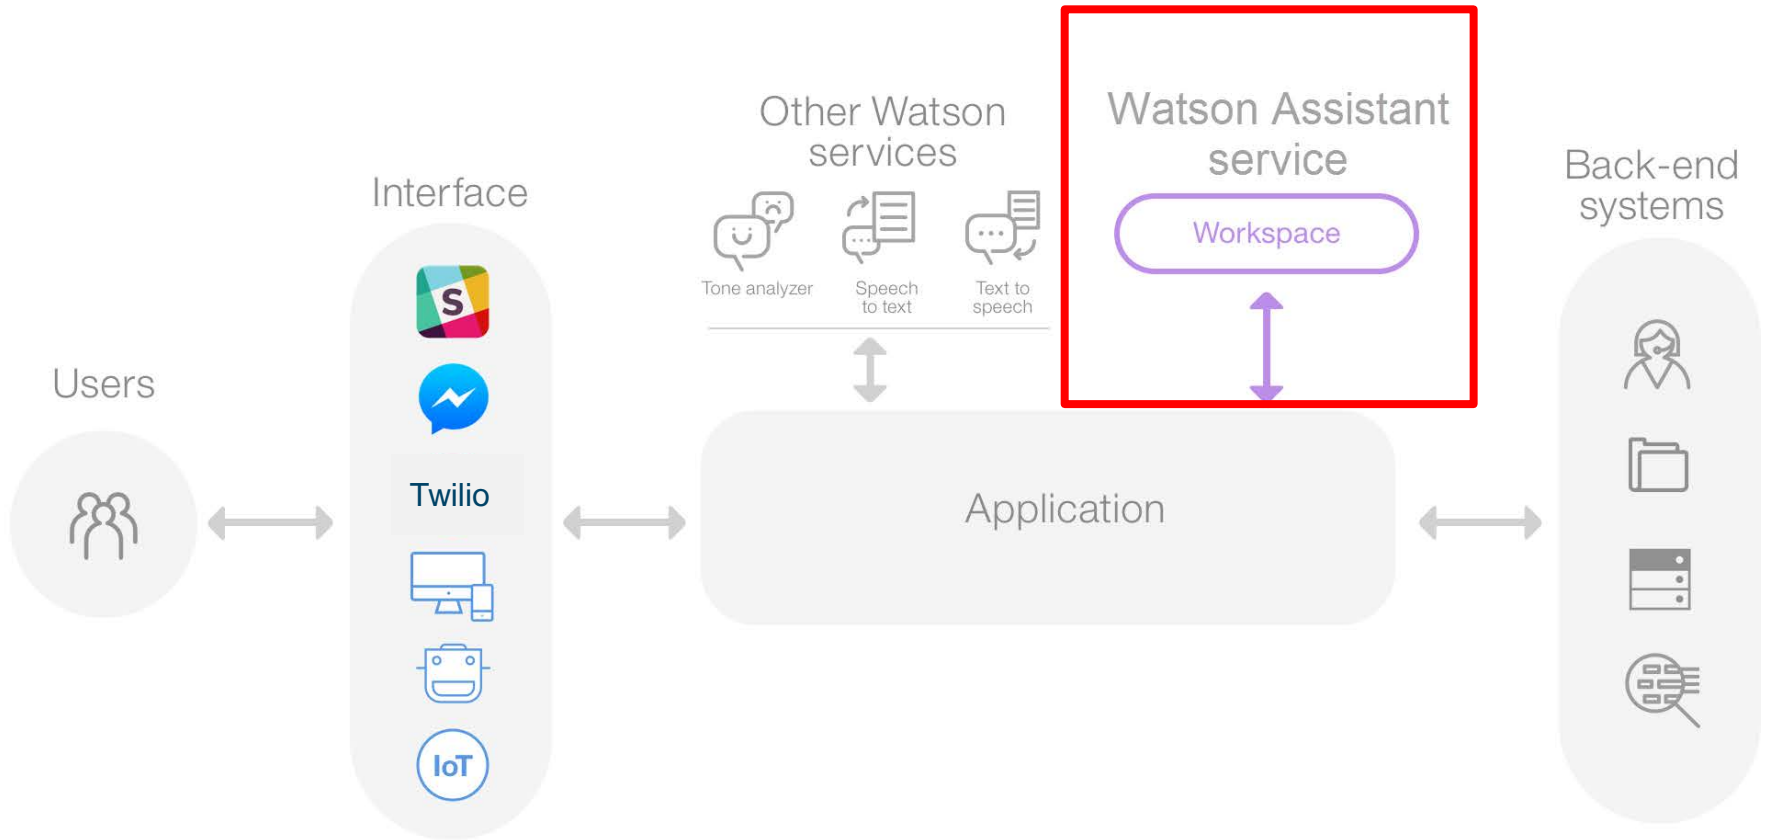 Users
Interface
S
Twilio
IoT
Other Watson
services
Tone analyzer
Speech
to text
Text to
speech
Watson Assistant
service
Workspace
Application
Back-end
systems